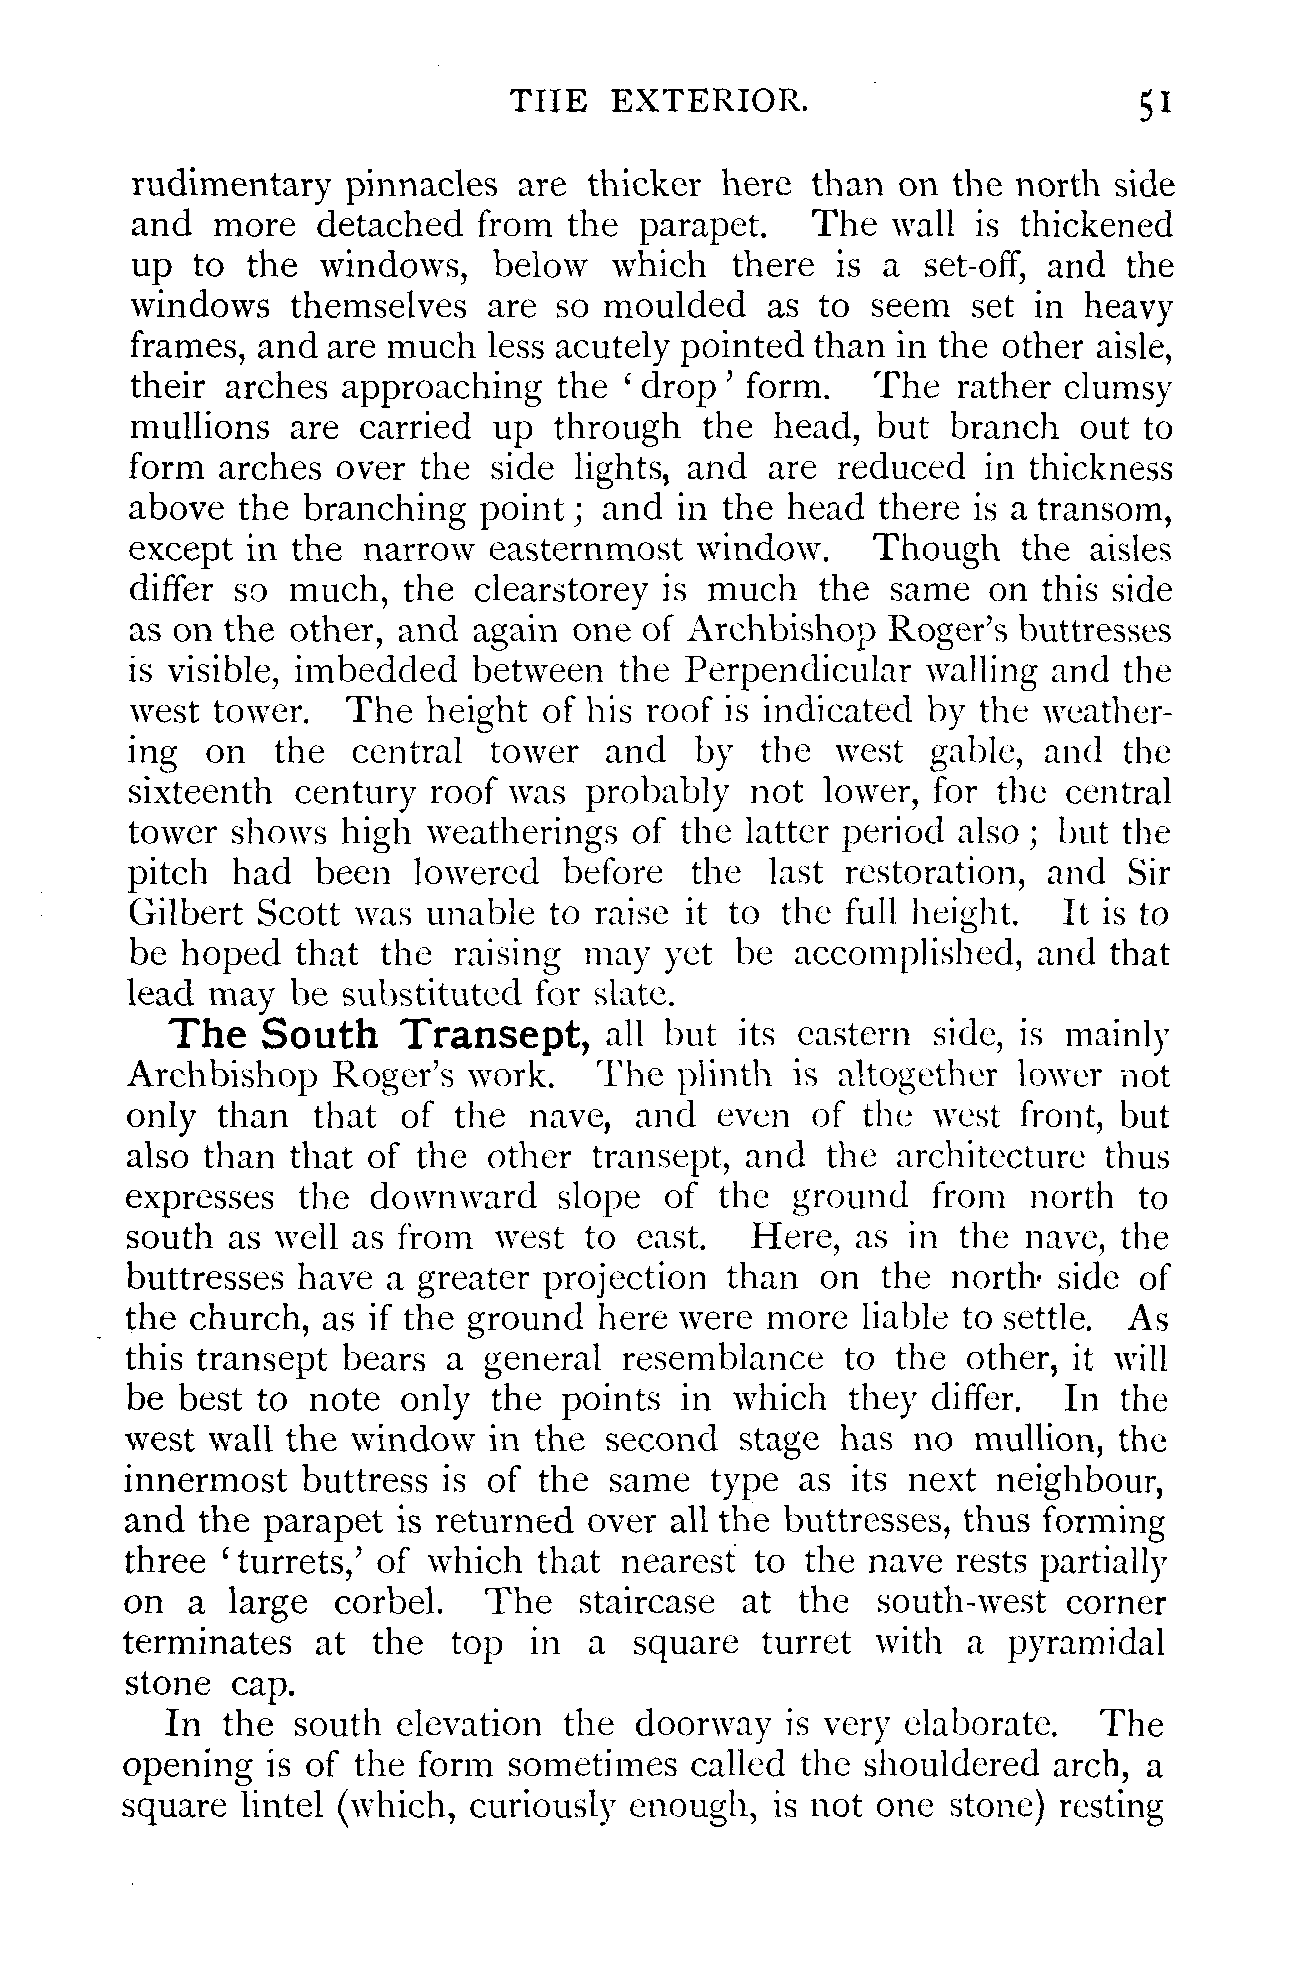 THE EXTERIOR. 51
rudimentary pinnacles are thicker here than on the north side
and more detached from the parapet. The wall is thickened
up to the windows, below which there is a set-off, and the
windows themselves are so moulded as to seem set in heavy
frames, and are much less acutely pointed than in the other aisle,
their arches approaching the ‘drop’ form. The rather clumsy
mullions are carried up through the head, but branch out to
form arches over the side lights, and are reduced in thickness
above the branching point; and in the head there is a transom,
except in the narrow easternmost window. Though the aisles
differ so much, the clearstorey is much the same on this side
as on the other, and again one of Archbishop Roger’s buttresses
is visible, imbedded between the Perpendicular walling and the
west tower. The height of his roof is indicated by the weather-
ing on the central tower and by the west gable, and the
sixteenth century roof was probably not lower, for the central
tower shows high weatherings of the latter period also; but the
pitch had been lowered before the last restoration, and Sir
Gilbert Scott was unable to raise it to the full height. It is to
be hoped that the raising may yet be accomplished, and that
lead may be substituted for slate.
The South Transept, all but its eastern side, is mainly
Archbishop Roger’s work. The plinth is altogether lower not
only than that of the nave, and even of the west front, but
also than that of the other transept, and the architecture thus
expresses the downward slope of the ground from north to
south as well as from west to east. Here, as in the nave, the
buttresses have a greater projection than on the north side of
the church, as if the ground here were more liable to settle. As
this transept bears a general resemblance to the other, it will
be best to note only the points in which they differ. In the
west wall the window in the second stage has no mullion, the
innermost buttress is of the same type as its next neighbour,
and the parapet is returned over all the buttresses, thus forming
three ‘turrets,’ of which that nearest to the nave rests partially
on a large corbel. The staircase at the south-west corner
terminates at the top in a square turret with a pyramidal
stone cap.
In the south elevation the doorway is very elaborate. The
opening is of the form sometimes called the shouldered arch, a
square lintel (which, curiously enough, is not one stone) resting